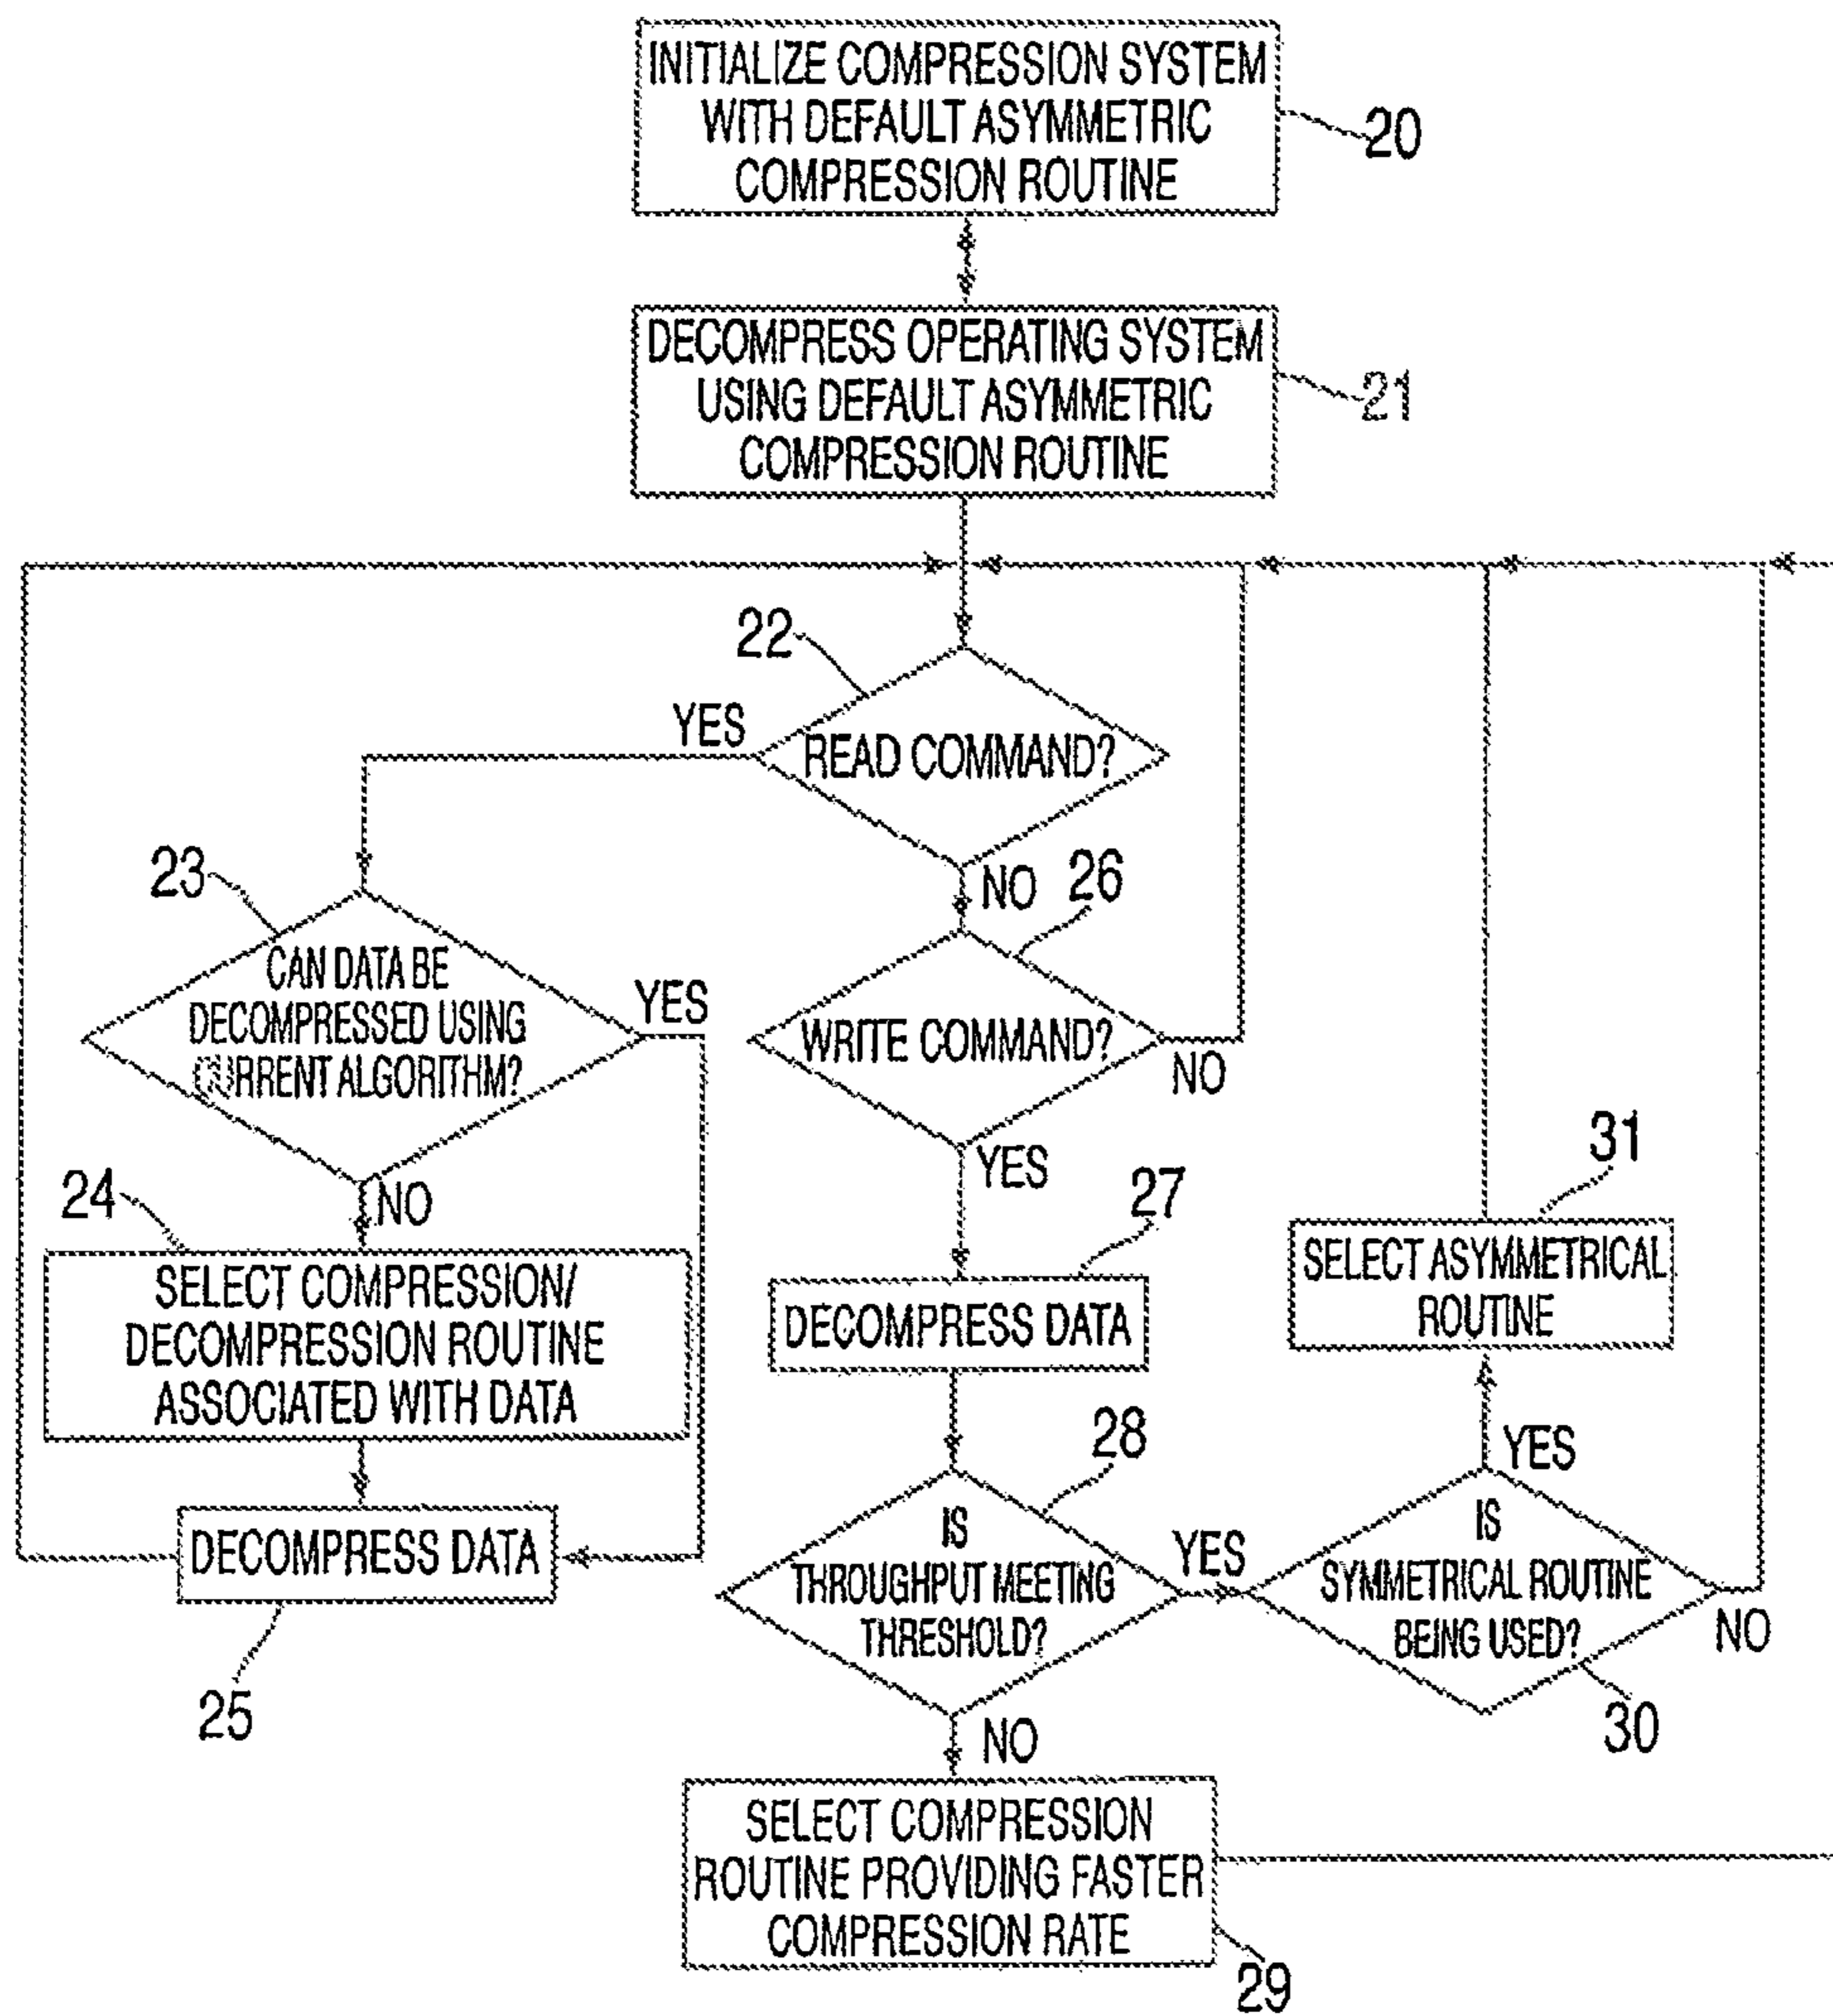 INITIALIZE COMPRESSION SYSTEM
WITH DEFAULT ASYMMETRIC
COMPRESSION ROUTINE
20
DECOMPRESS OPERATING SYSTEM
USING DEFAULT ASYMMETRIC
COMPRESSION ROUTINE
21
22
YES
READ COMMAND?
NO
23
CAN DATA BE
DECOMPRESSED USING
CURRENT ALGORITHM?
YES
NO
26
WRITE COMMAND?
NO
YES
24
SELECT COMPRESSION/
DECOMPRESSION ROUTINE
ASSOCIATED WITH DATA
DECOMPRESS DATA
25
27
DECOMPRESS DATA
28
IS
THROUGHPUT MEETING
THRESHOLD?
YES
NO
31
SELECT ASYMMETRICAL
ROUTINE
YES
IS
SYMMETRICAL ROUTINE
BEING USED?
NO
30
SELECT COMPRESSION
ROUTINE PROVIDING FASTER
COMPRESSION RATE
29